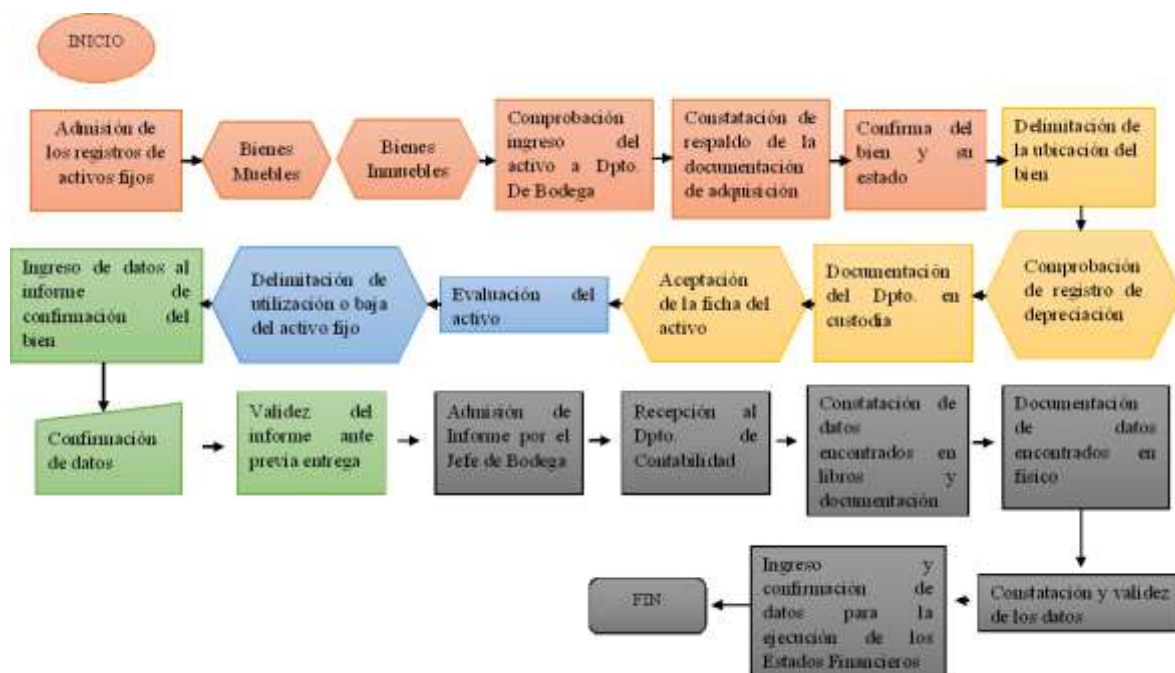 INICIO
Admisión de
los registros de
activos fijos
Bienes
Muebles
Bienes
Inmuebles
Comprobación
ingreso del
activo a Dpto.
De Bodega
Constatación de
respaldo de la
documentación
de adquisición
Confirma del
bien y su
estado
Delimitación de
la ubicación del
bien
Comprobación
de registro de
depreciación
Documentación
del Dpto. en
custodia
Aceptación
de la ficha del
activo
Evaluación del
activo
Delimitación de
utilización o baja
del activo fijo
Ingreso de datos al
informe de
confirmación del
bien
Confirmación
de datos
Validez del
informe ante
previa entrega
Admisión de
Informe por el
Jefe de Bodega
Recepción al
Dpto. de
Contabilidad
Constatación de
datos
encontrados en
libros y
documentación
Documentación
de datos
encontrados en
físico
Constatación y validez
de los datos
Ingreso y
confirmación de
datos para la
ejecución de los
Estados Financieros
FIN